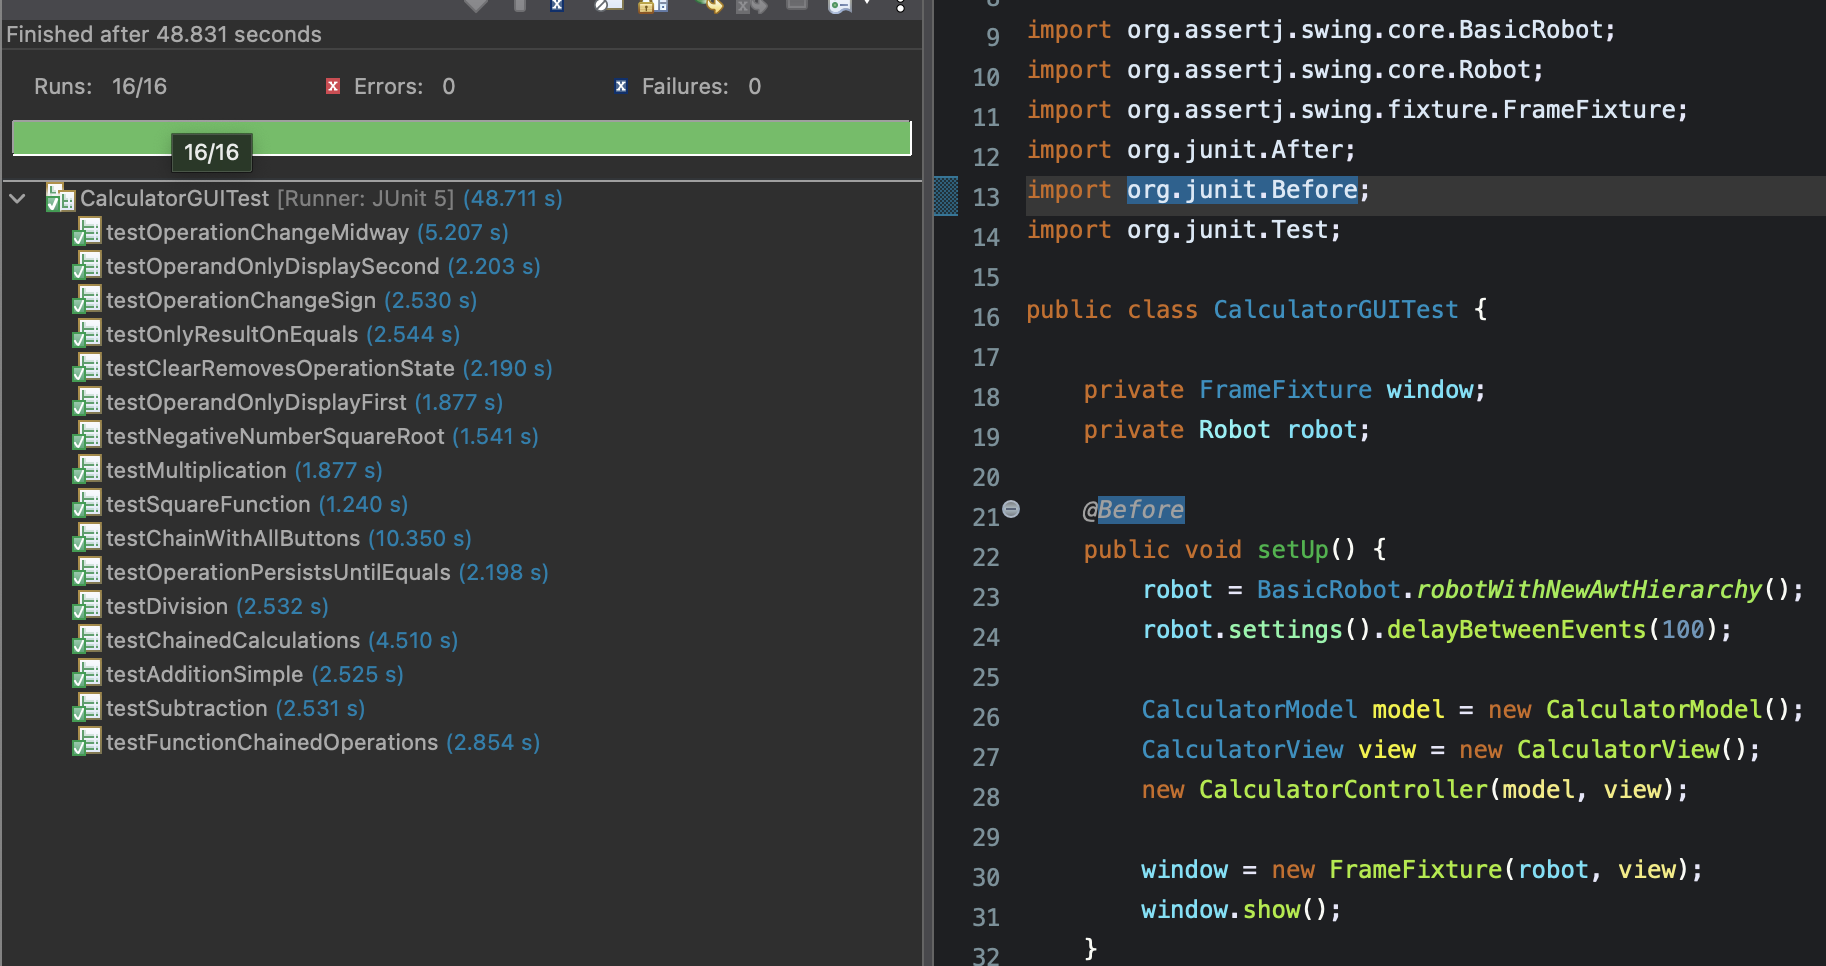 Finished after 48.831 seconds
Runs: 16/16 Errors: 0 Failures: 0
16/16
CalculatorGUITest [Runner: JUnit 5] (48.711 s)
testOperationChangeMidway (5.207 s)
testOperandOnlyDisplaySecond (2.203 s)
testOperationChangeSign (2.530 s)
testOnlyResultOnEquals (2.544 s)
testClearRemovesOperationState (2.190 s)
testOperandOnlyDisplayFirst (1.877 s)
testNegativeNumberSquareRoot (1.541 s)
testMultiplication (1.877 s)
testSquareFunction (1.240 s)
testChainWithAllButtons (10.350 s)
testOperationPersistsUntilEquals (2.198 s)
testDivision (2.532 s)
testChainedCalculations (4.510 s)
testAdditionSimple (2.525 s)
testSubtraction (2.531 s)
testFunctionChainedOperations (2.854 s)
8
9 import org.assertj.swing.core.BasicRobot;
10 import org.assertj.swing.core.Robot;
11 import org.assertj.swing.fixture.FrameFixture;
12 import org.junit.After;
13 import org.junit.Before;
14 import org.junit.Test;
15
16 public class CalculatorGUITest {
17
18 private FrameFixture window;
19 private Robot robot;
20
21 @Before
22 public void setUp() {
23 robot = BasicRobot.robotWithNewAwtHierarchy();
24 robot.settings().delayBetweenEvents(100);
25
26 CalculatorModel model = new CalculatorModel();
27 CalculatorView view = new CalculatorView();
28 new CalculatorController(model, view);
29
30 window = new FrameFixture(robot, view);
31 window.show();
32 }